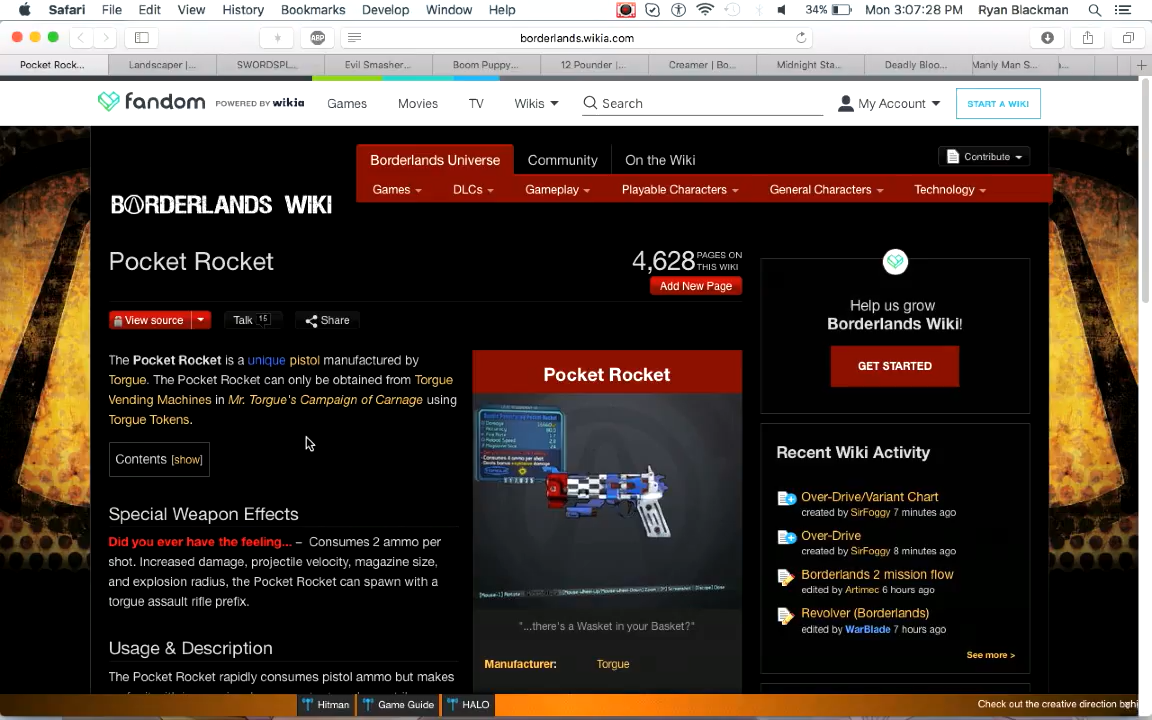 Safari File Edit View History Bookmarks Develop Window Help 34% Mon 3:07:28 PM Ryan Blackman
ABP borderlands.wikia.com
Pocket Rock... Landscaper |... SWORDSPL... Evil Smasher... Boom Puppy... 12 Pounder |... Creamer | Bo... Midnight Sta... Deadly Bloo... Manly Man S...
fandom POWERED BY wikia Games Movies TV Wikis Search My Account START A WIKI
Borderlands Universe Community On the Wiki Contribute
Games DLCs Gameplay Playable Characters General Characters Technology
BORDERLANDS WIKI
Pocket Rocket
4,628 PAGES ON THIS WIKI
Add New Page
View source Talk 15 Share
The Pocket Rocket is a unique pistol manufactured by
Torgue. The Pocket Rocket can only be obtained from Torgue
Vending Machines in Mr. Torgue's Campaign of Carnage using
Torgue Tokens.
Contents [show]
Special Weapon Effects
Did you ever have the feeling... – Consumes 2 ammo per
shot. Increased damage, projectile velocity, magazine size,
and explosion radius, the Pocket Rocket can spawn with a
torgue assault rifle prefix.
Usage & Description
The Pocket Rocket rapidly consumes pistol ammo but makes
Pocket Rocket
"...there's a Wasket in your Basket?"
Manufacturer: Torgue
Help us grow
Borderlands Wiki!
GET STARTED
Recent Wiki Activity
Over-Drive/Variant Chart
created by SirFoggy 7 minutes ago
Over-Drive
created by SirFoggy 8 minutes ago
Borderlands 2 mission flow
edited by Artimec 6 hours ago
Revolver (Borderlands)
edited by WarBlade 7 hours ago
See more >
Hitman Game Guide HALO Check out the creative direction behi